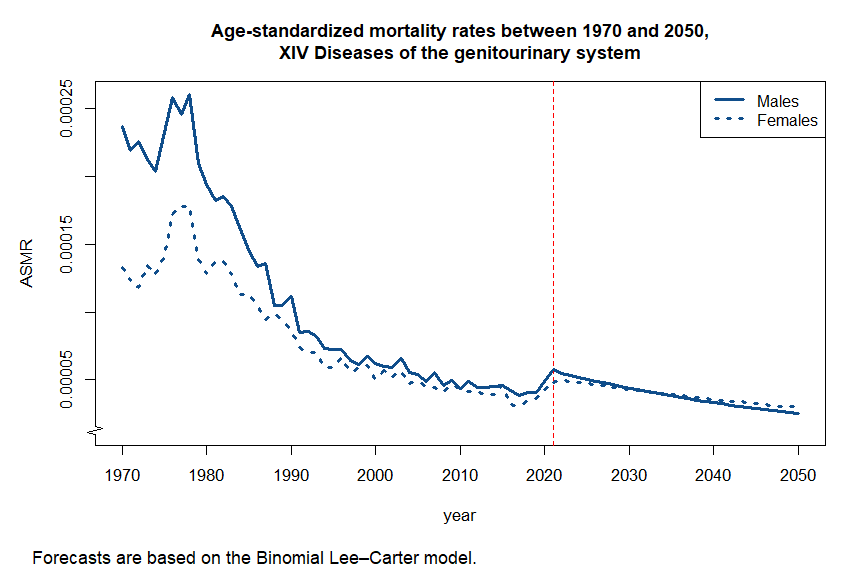 Age-standardized mortality rates between 1970 and 2050,
XIV Diseases of the genitourinary system
Males
Females
0.00025
0.00015
0.00005
ASMR
1970 1980 1990 2000 2010 2020 2030 2040 2050
year
Forecasts are based on the Binomial Lee–Carter model.